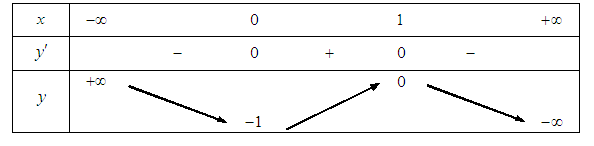 x −∞ 0 1 +∞
y′ − 0 + 0 −
y +∞ −1 0 −∞